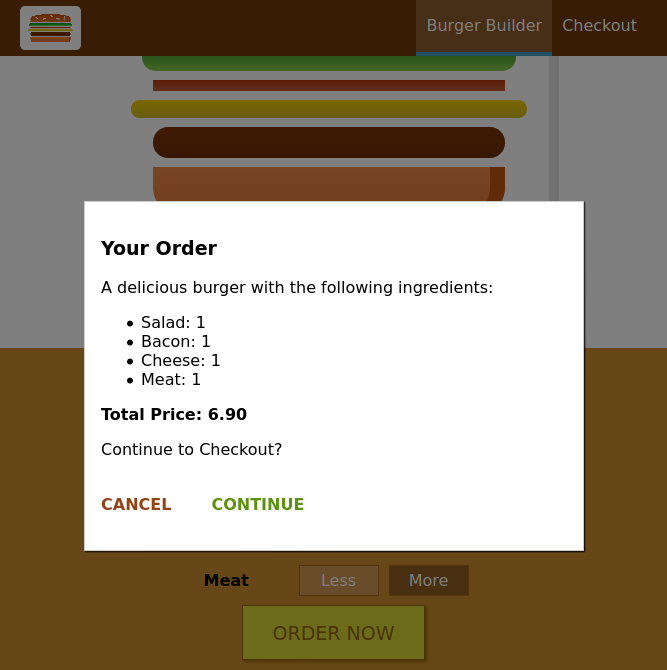 Burger Builder Checkout
Your Order
A delicious burger with the following ingredients:
Salad: 1
Bacon: 1
Cheese: 1
Meat: 1
Total Price: 6.90
Continue to Checkout?
CANCEL CONTINUE
Meat Less More
ORDER NOW